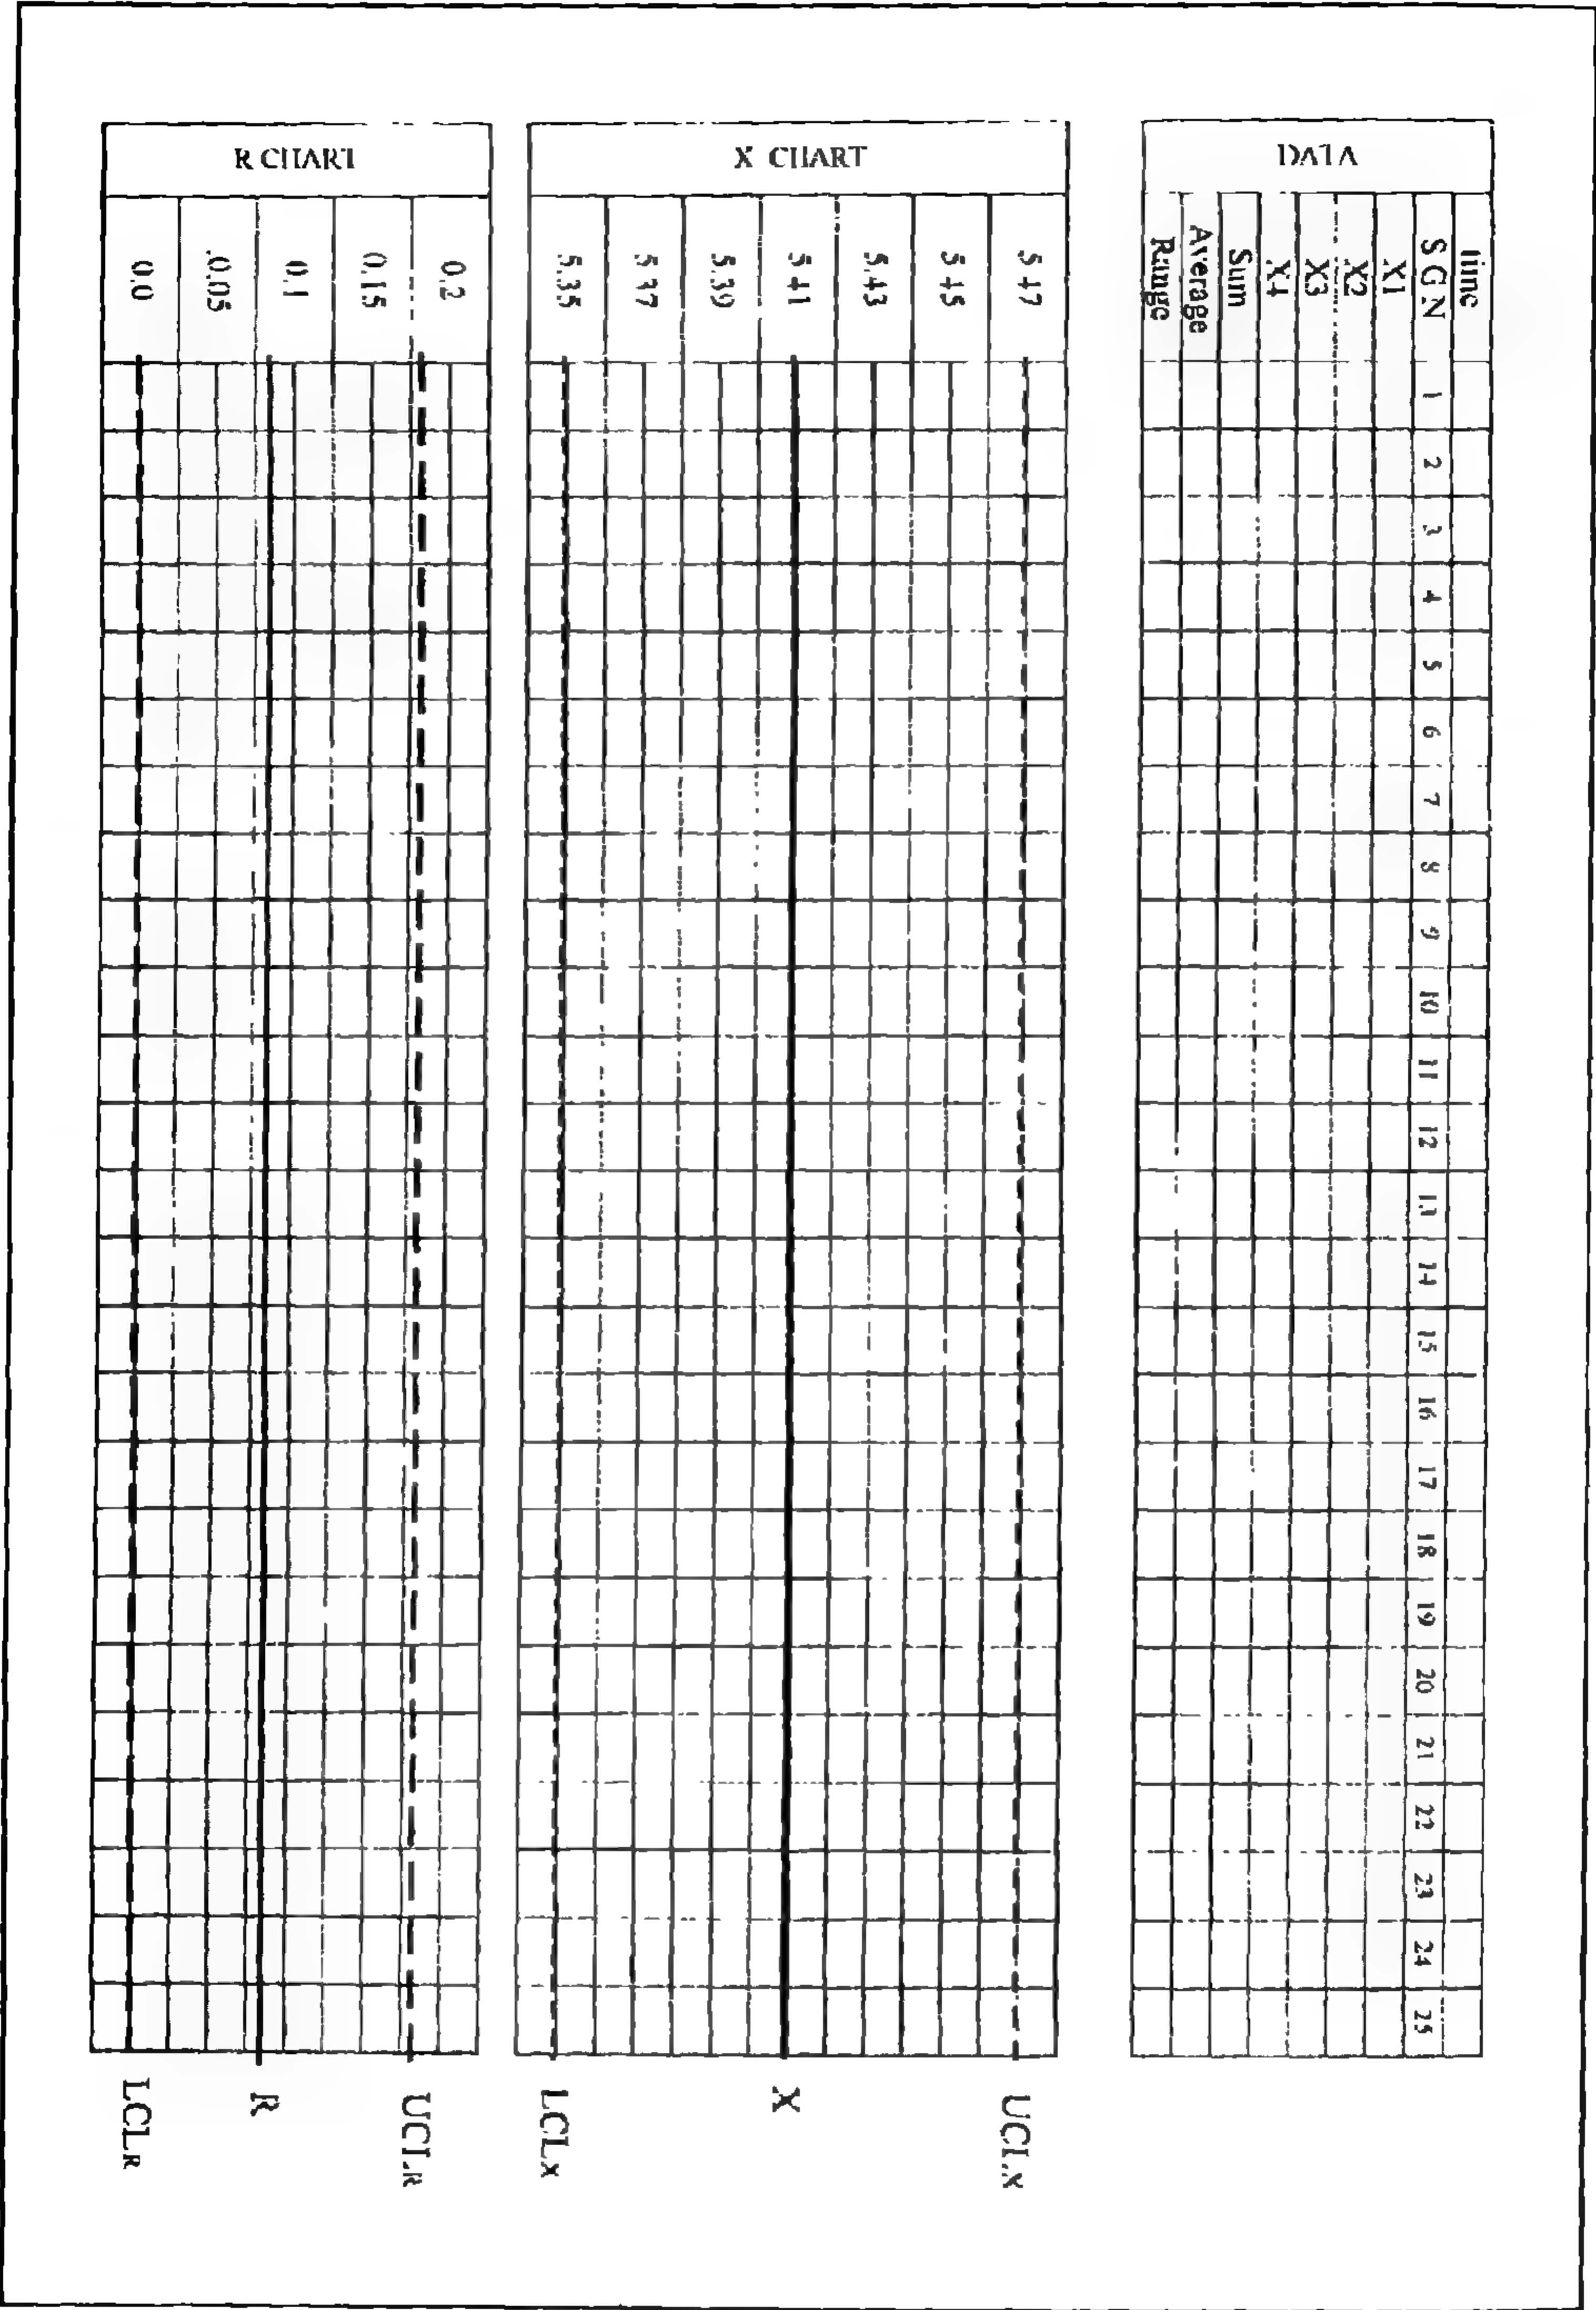 DATA
Time
S G N 1 2 3 4 5 6 7 8 9 10 11 12 13 14 15 16 17 18 19 20 21 22 23 24 25
X1
X2
X3
X4
Sum
Average
Range
X CHART
5.47 UCLX
5.45
5.43
5.41 X
5.39
5.37
5.35 LCLX
R CHART
0.2 UCLR
0.15
0.1 R
.0.05
0.0 LCLR